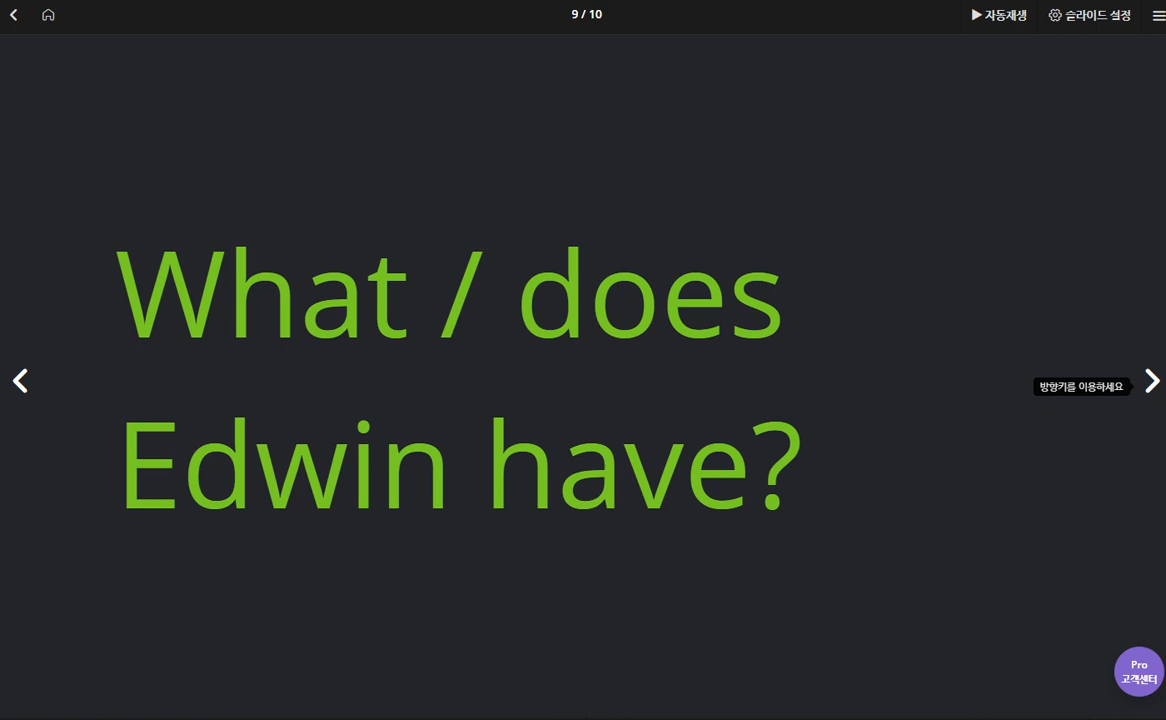 9 / 10
▶ 자동재생
슬라이드 설정
What / does
방향키를 이용하세요
Edwin have?
Pro
고객센터